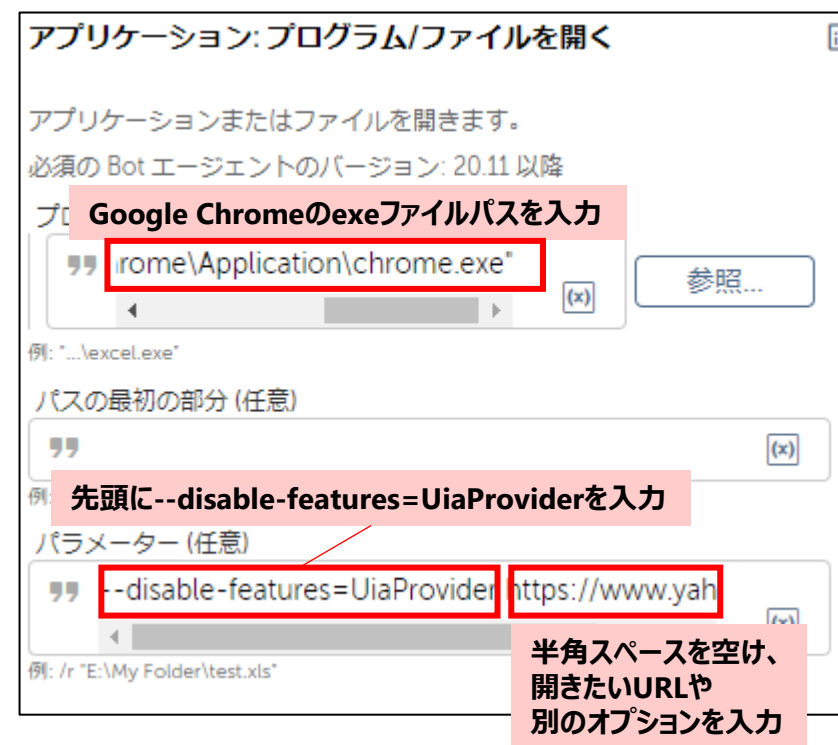 アプリケーション: プログラム/ファイルを開く
アプリケーションまたはファイルを開きます。
必須の Bot エージェントのバージョン: 20.11 以降
Google Chromeのexeファイルパスを入力
rome\Application\chrome.exe"
(x)
参照...
例: "...\excel.exe"
パスの最初の部分 (任意)
(x)
先頭に--disable-features=UiaProviderを入力
パラメーター (任意)
--disable-features=UiaProvider https://www.yah
半角スペースを空け、
開きたいURLや
別のオプションを入力
例: /r "E:\My Folder\test.xls"